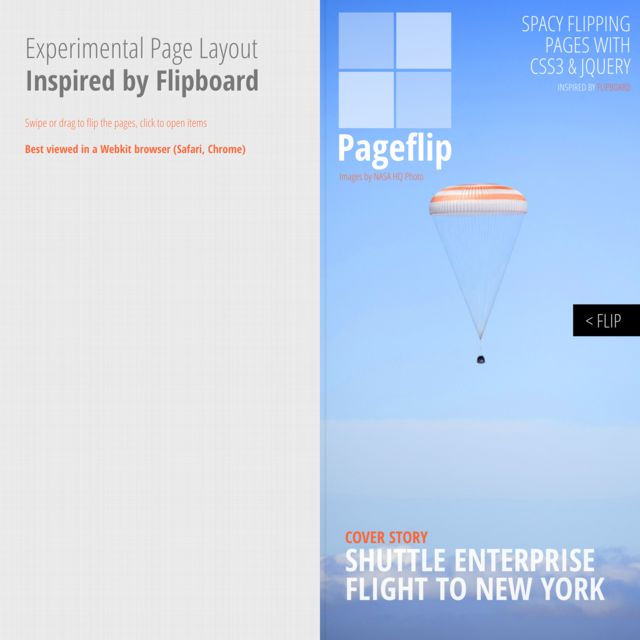 Experimental Page Layout
Inspired by Flipboard
Swipe or drag to flip the pages, click to open items
Best viewed in a Webkit browser (Safari, Chrome)
SPACY FLIPPING
PAGES WITH
CSS3 & JQUERY
INSPIRED BY FLIPBOARD
Pageflip
Images by NASA HQ Photo
< FLIP
COVER STORY
SHUTTLE ENTERPRISE
FLIGHT TO NEW YORK